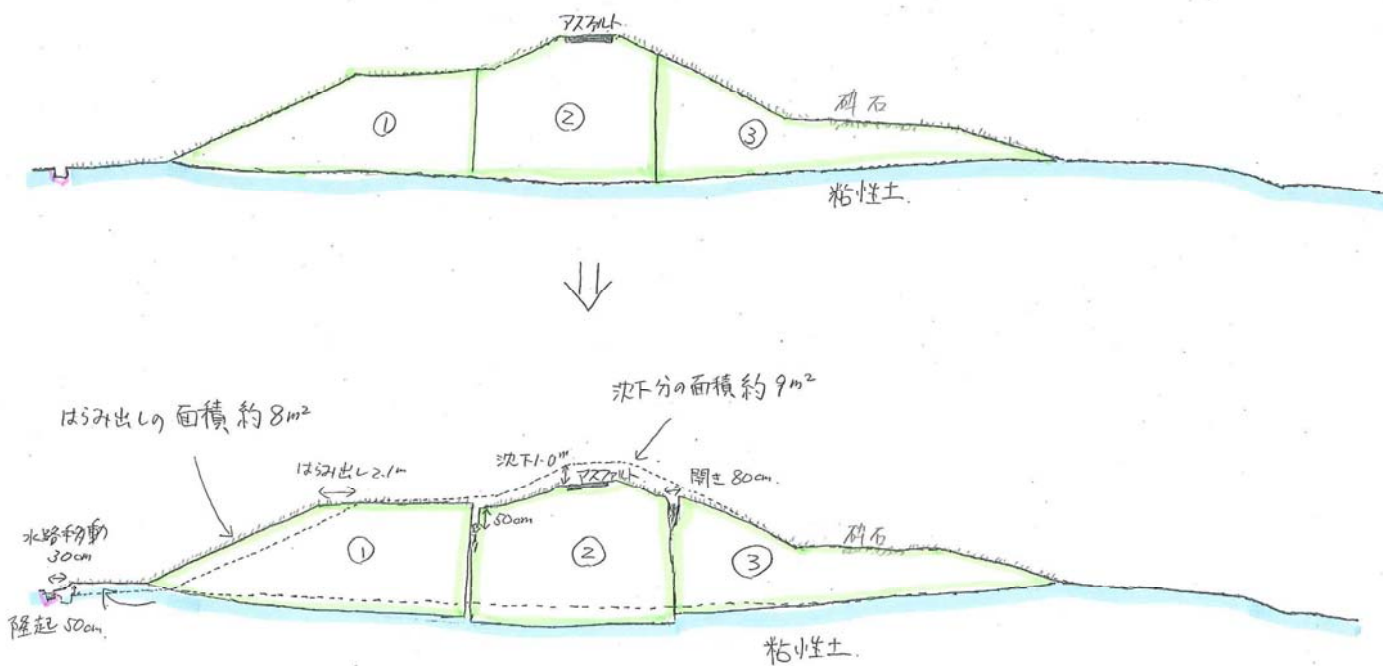 アスファルト
①
②
③
砕石
粘性土.
はらみ出しの面積 約8m²
沈下分の面積約9m²
はらみ出し2.1m
沈下1.0m
アスファルト
開き80cm.
水路移動
30cm
50cm
①
②
③
砕石
隆起50cm.
粘性土.